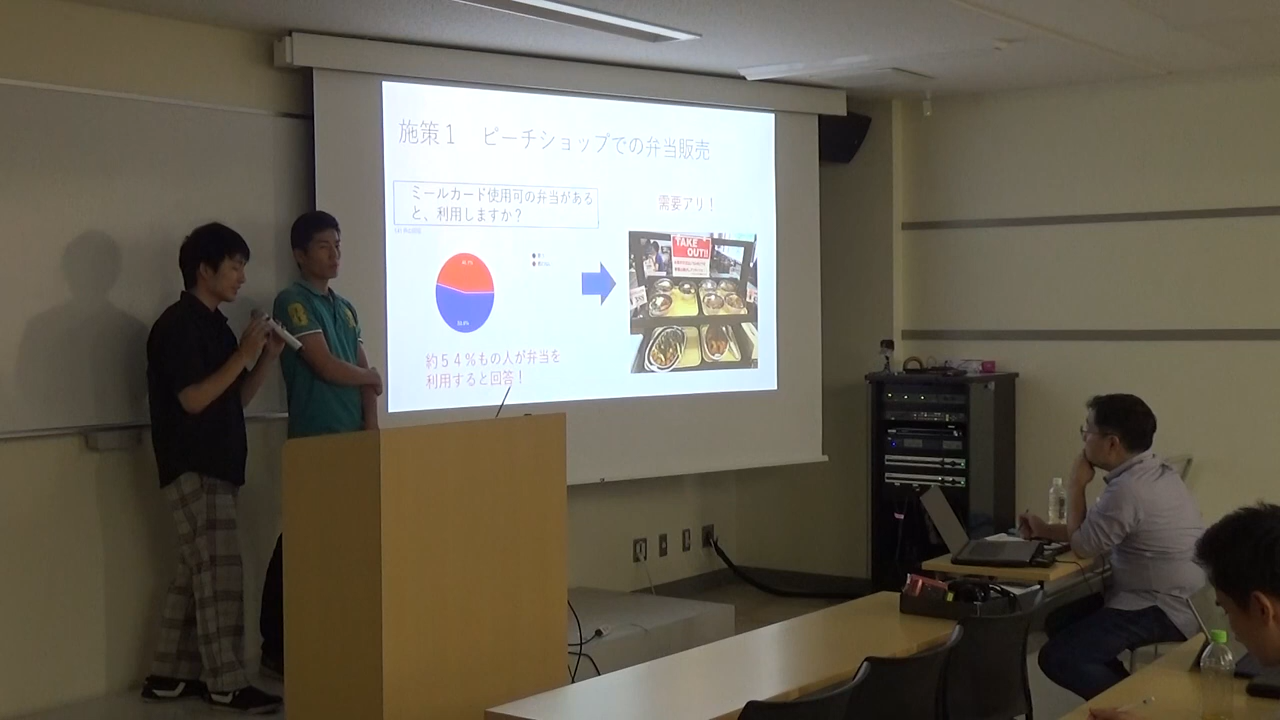 施策１　ピーチショップでの弁当販売
ミールカード使用可の弁当がある
と、利用しますか？
需要アリ！
TAKE
OUT!!
約５４％もの人が弁当を
利用すると回答！